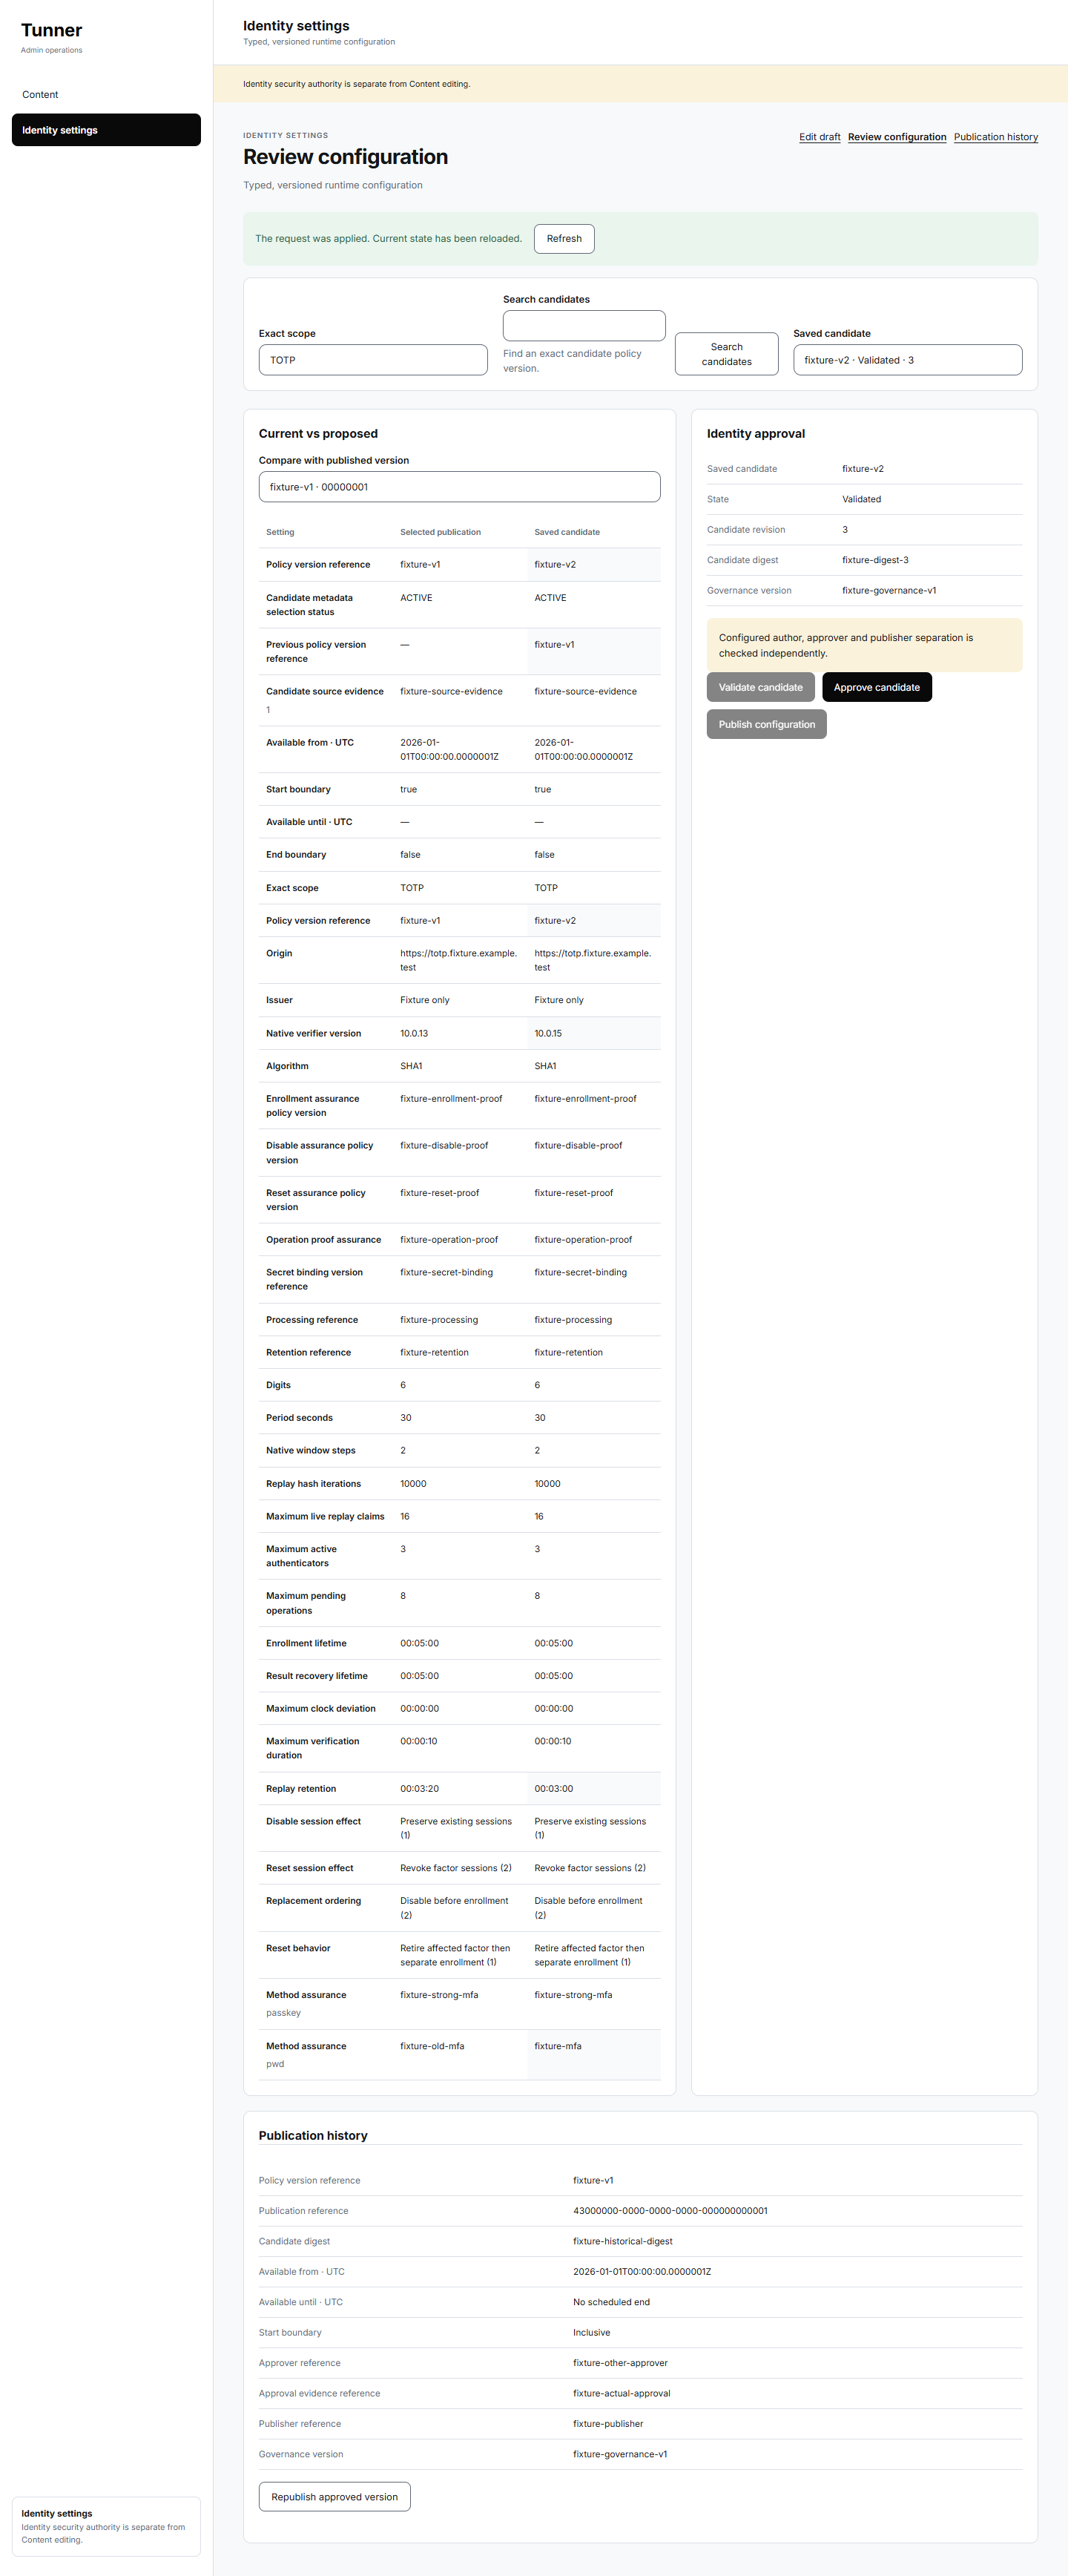 Tunner
Admin operations
Content
Identity settings
Identity settings
Typed, versioned runtime configuration
Identity security authority is separate from Content editing.
IDENTITY SETTINGS
Review configuration
Typed, versioned runtime configuration
Edit draft Review configuration Publication history
The request was applied. Current state has been reloaded. Refresh
Exact scope
TOTP
Search candidates
Find an exact candidate policy
version.
Search
candidates
Saved candidate
fixture-v2 · Validated · 3
Current vs proposed
Compare with published version
fixture-v1 · 00000001
Setting Selected publication Saved candidate
Policy version reference fixture-v1 fixture-v2
Candidate metadata
selection status ACTIVE ACTIVE
Previous policy version
reference — fixture-v1
Candidate source evidence fixture-source-evidence fixture-source-evidence
1
Available from · UTC 2026-01-
01T00:00:00.0000001Z 2026-01-
01T00:00:00.0000001Z
Start boundary true true
Available until · UTC — —
End boundary false false
Exact scope TOTP TOTP
Policy version reference fixture-v1 fixture-v2
Origin https://totp.fixture.example.
test https://totp.fixture.example.
test
Issuer Fixture only Fixture only
Native verifier version 10.0.13 10.0.15
Algorithm SHA1 SHA1
Enrollment assurance
policy version fixture-enrollment-proof fixture-enrollment-proof
Disable assurance policy
version fixture-disable-proof fixture-disable-proof
Reset assurance policy
version fixture-reset-proof fixture-reset-proof
Operation proof assurance fixture-operation-proof fixture-operation-proof
Secret binding version
reference fixture-secret-binding fixture-secret-binding
Processing reference fixture-processing fixture-processing
Retention reference fixture-retention fixture-retention
Digits 6 6
Period seconds 30 30
Native window steps 2 2
Replay hash iterations 10000 10000
Maximum live replay claims 16 16
Maximum active
authenticators 3 3
Maximum pending
operations 8 8
Enrollment lifetime 00:05:00 00:05:00
Result recovery lifetime 00:05:00 00:05:00
Maximum clock deviation 00:00:00 00:00:00
Maximum verification
duration 00:00:10 00:00:10
Replay retention 00:03:20 00:03:00
Disable session effect Preserve existing sessions
(1) Preserve existing sessions
(1)
Reset session effect Revoke factor sessions (2) Revoke factor sessions (2)
Replacement ordering Disable before enrollment
(2) Disable before enrollment
(2)
Reset behavior Retire affected factor then
separate enrollment (1) Retire affected factor then
separate enrollment (1)
Method assurance fixture-strong-mfa fixture-strong-mfa
passkey
Method assurance fixture-old-mfa fixture-mfa
pwd
Identity approval
Saved candidate fixture-v2
State Validated
Candidate revision 3
Candidate digest fixture-digest-3
Governance version fixture-governance-v1
Configured author, approver and publisher separation is
checked independently.
Validate candidate Approve candidate
Publish configuration
Publication history
Policy version reference fixture-v1
Publication reference 43000000-0000-0000-0000-000000000001
Candidate digest fixture-historical-digest
Available from · UTC 2026-01-01T00:00:00.0000001Z
Available until · UTC No scheduled end
Start boundary Inclusive
Approver reference fixture-other-approver
Approval evidence reference fixture-actual-approval
Publisher reference fixture-publisher
Governance version fixture-governance-v1
Republish approved version
Identity settings
Identity security authority is separate from
Content editing.